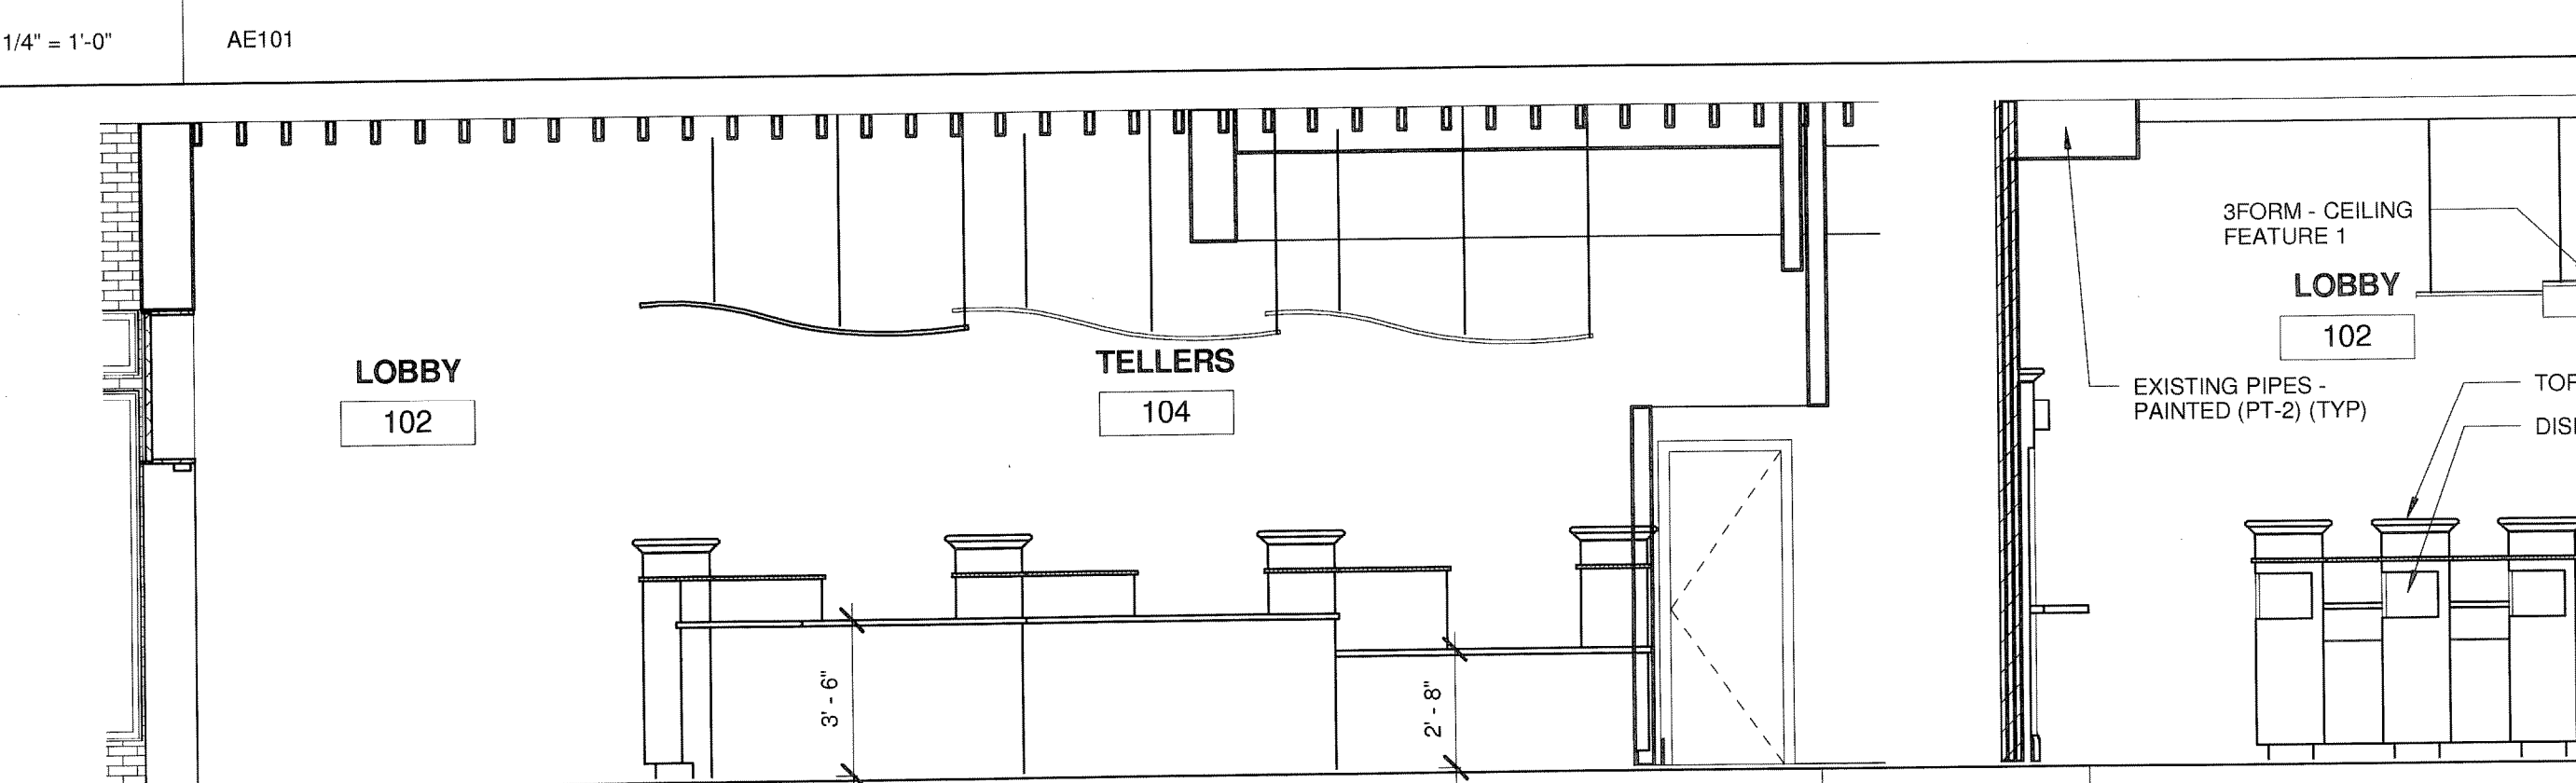 1/4" = 1'-0"
AE101
3FORM - CEILING
FEATURE 1
LOBBY
102
LOBBY
102
TELLERS
104
EXISTING PIPES -
PAINTED (PT-2) (TYP)
3' - 6"
2' - 8"